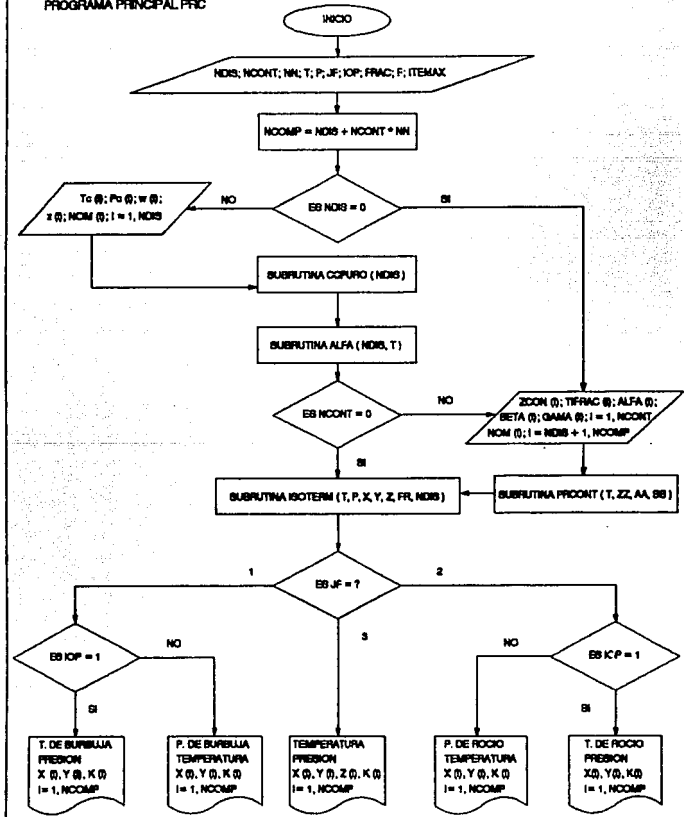 PROGRAMA PRINCIPAL PRIC
INICIO
NDIS; NCONT; NN; T; P; JF; IOP; FRAC; F; ITEMAX
NCOMP = NDIS + NCONT * NN
ES NDIS = 0
NO
SI
Tc (I); Pc (I); w (I);
z (I); NOM (I); I = 1, NDIS
SUBRUTINA CCPURO ( NDIS )
SUBRUTINA ALFA ( NDIS, T )
ES NCONT = 0
NO
SI
ZCON (I); TIFRAC (I); ALFA (I);
BETA (I); GAMA (I); I = 1, NCONT
NOM (I); I = NDIS + 1, NCOMP
SUBRUTINA ISOTERM ( T, P, X, Y, Z, FR, NDIS )
SUBRUTINA PRCONT ( T, ZZ, AA, BB )
ES JF = ?
1
2
3
ES IOP = 1
NO
SI
ES IOP = 1
NO
SI
T. DE BURBUJA
PRESION
X (I), Y (I), K (I)
I = 1, NCOMP
P. DE BURBUJA
TEMPERATURA
X (I), Y (I), K (I)
I = 1, NCOMP
TEMPERATURA
PRESION
X (I), Y (I), Z (I), K (I)
I = 1, NCOMP
P. DE ROCIO
TEMPERATURA
X (I), Y (I), K (I)
I = 1, NCOMP
T. DE ROCIO
PRESION
X(I), Y(I), K(I)
I = 1, NCOMP